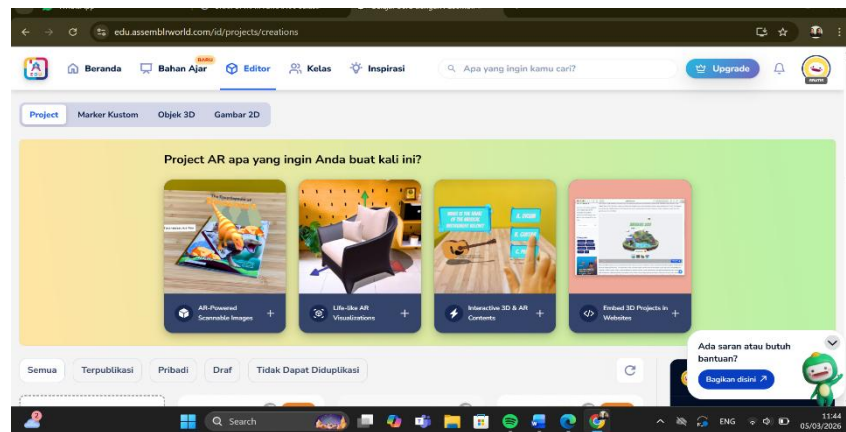 edu.assemblrworld.com/id/projects/creations
EDU
Beranda
Bahan Ajar
BARU
Editor
Kelas
Inspirasi
Apa yang ingin kamu cari?
Upgrade
Project
Marker Kustom
Objek 3D
Gambar 2D
Project AR apa yang ingin Anda buat kali ini?
AR-Powered
Scannable Images
Life-like AR
Visualizations
Interactive 3D & AR
Contents
Embed 3D Projects in
Websites
Ada saran atau butuh
bantuan?
Bagikan disini
Semua
Terpublikasi
Pribadi
Draf
Tidak Dapat Diduplikasi
Search
ENG
11:44
05/03/2026